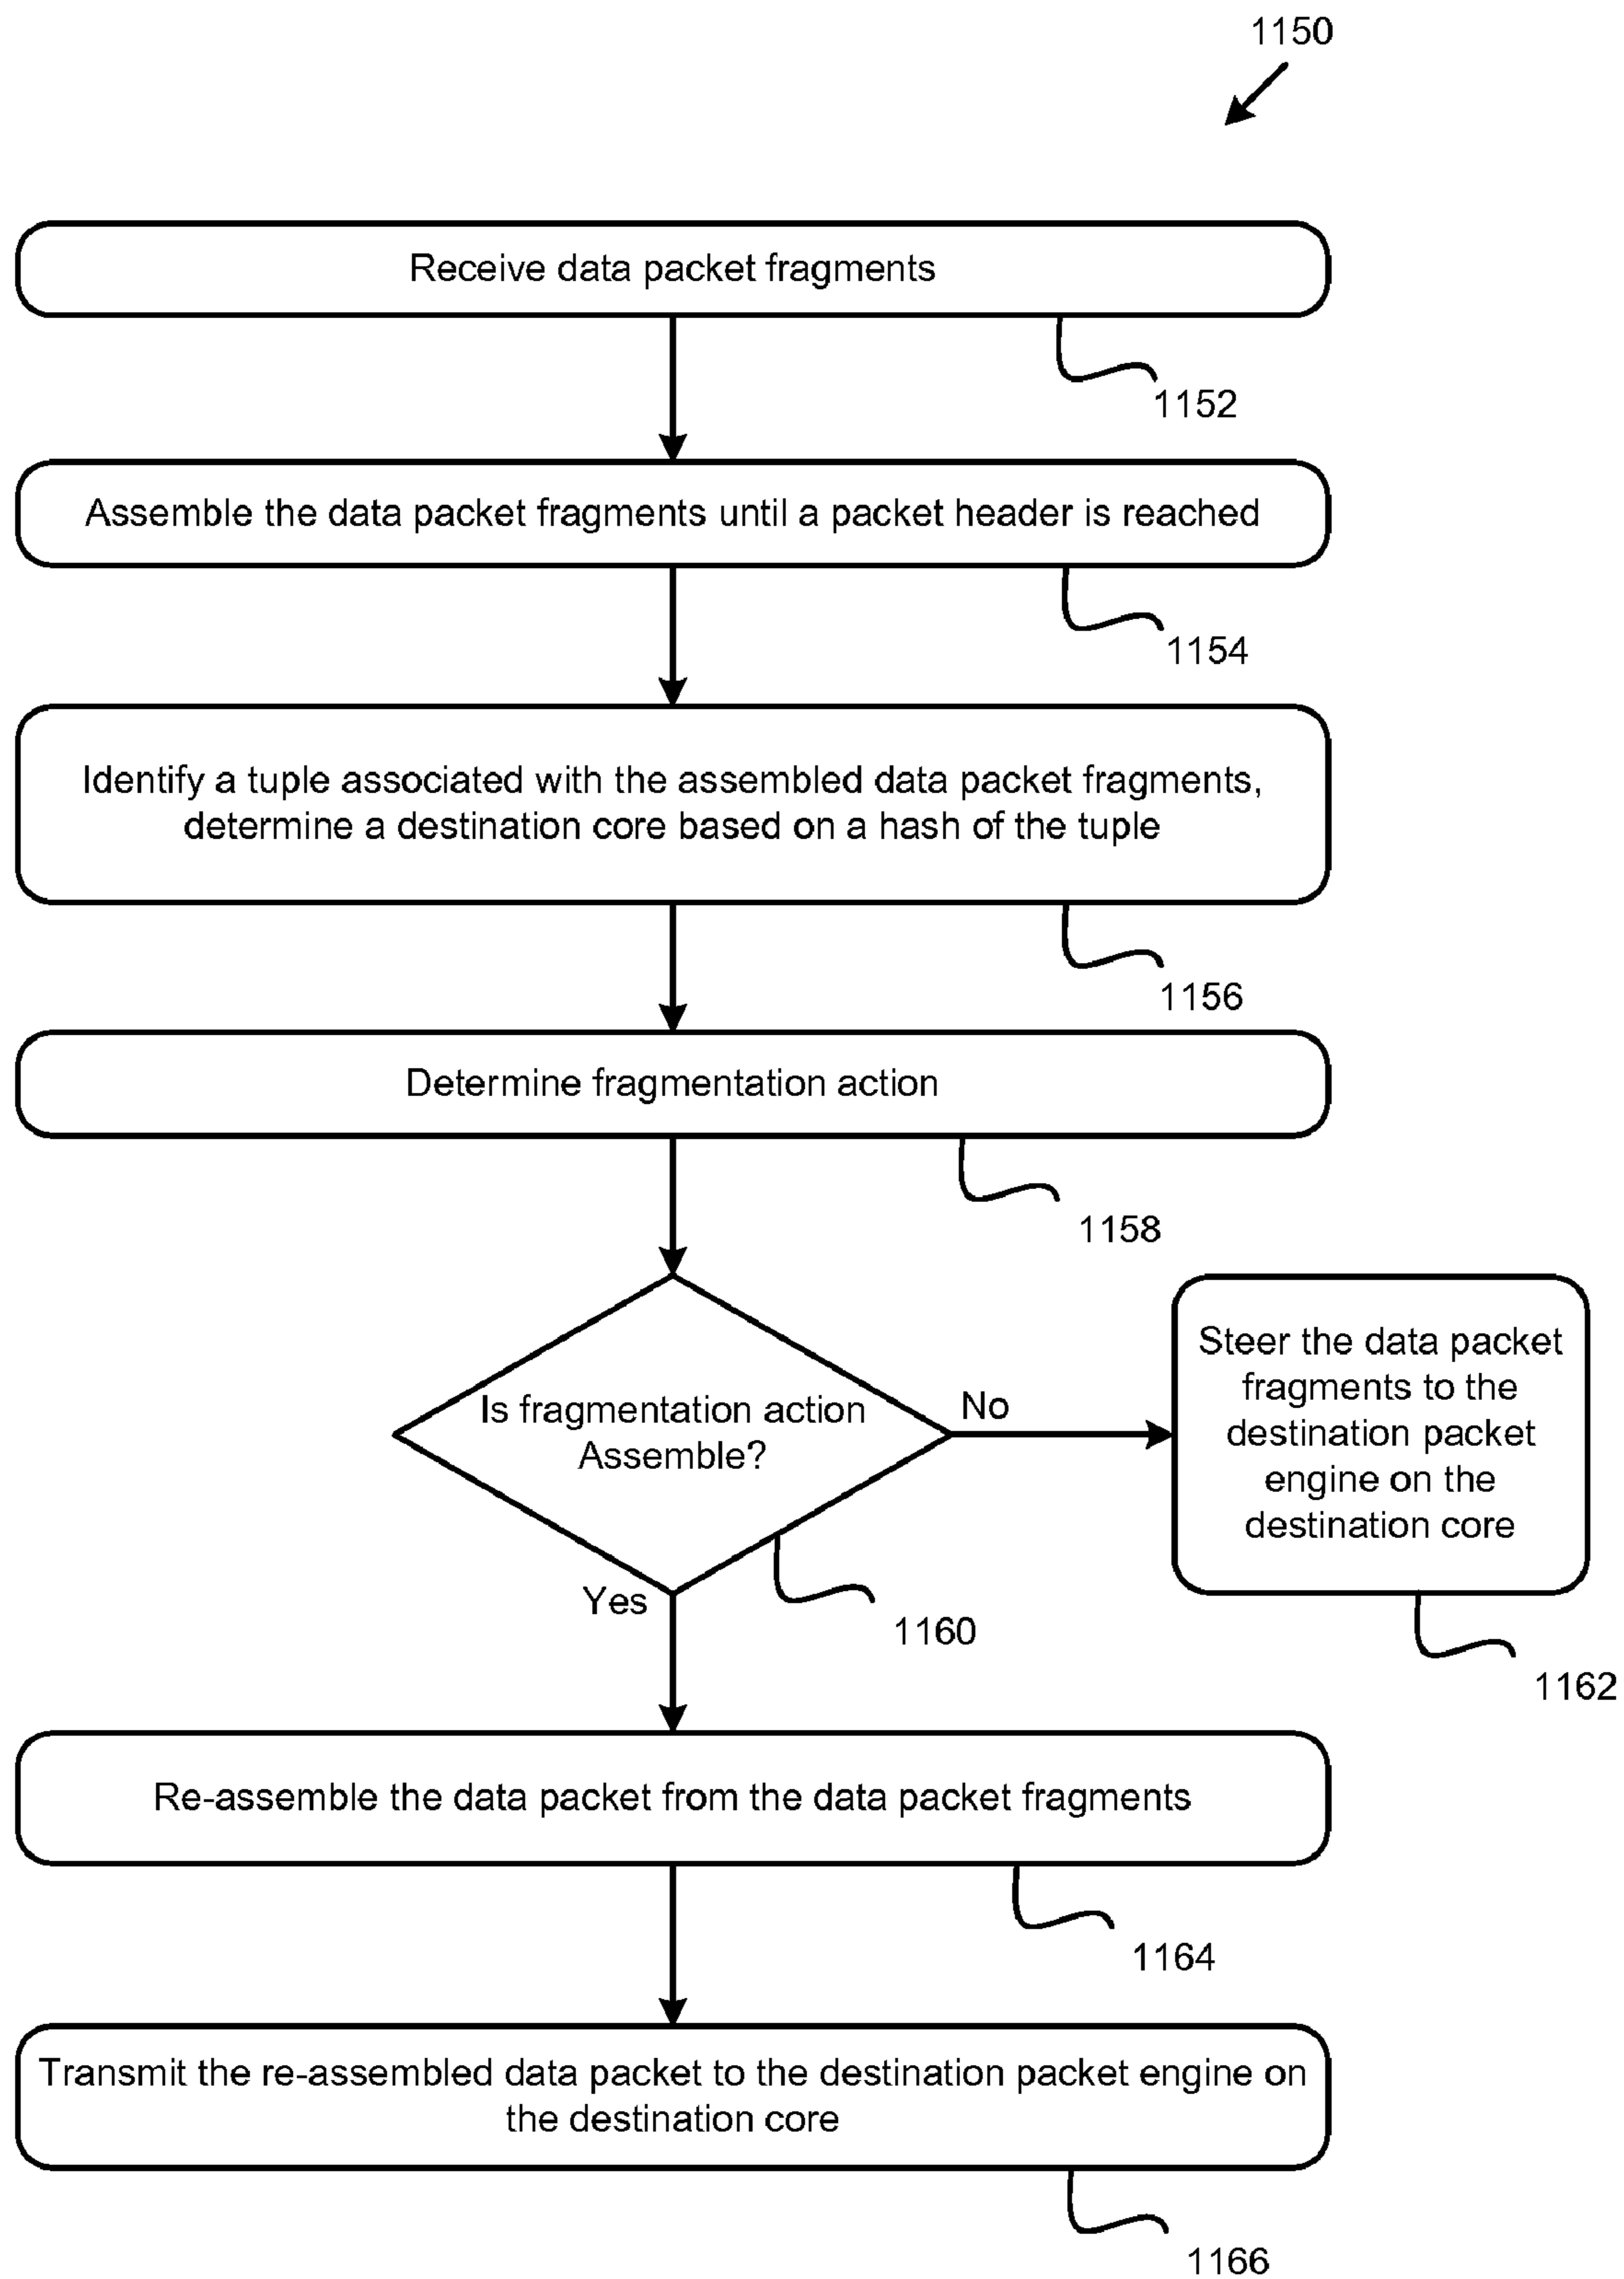 1150
Receive data packet fragments
1152
Assemble the data packet fragments until a packet header is reached
1154
Identify a tuple associated with the assembled data packet fragments,
determine a destination core based on a hash of the tuple
1156
Determine fragmentation action
1158
Is fragmentation action
Assemble?
No
Steer the data packet
fragments to the
destination packet
engine on the
destination core
Yes
1160
1162
Re-assemble the data packet from the data packet fragments
1164
Transmit the re-assembled data packet to the destination packet engine on
the destination core
1166